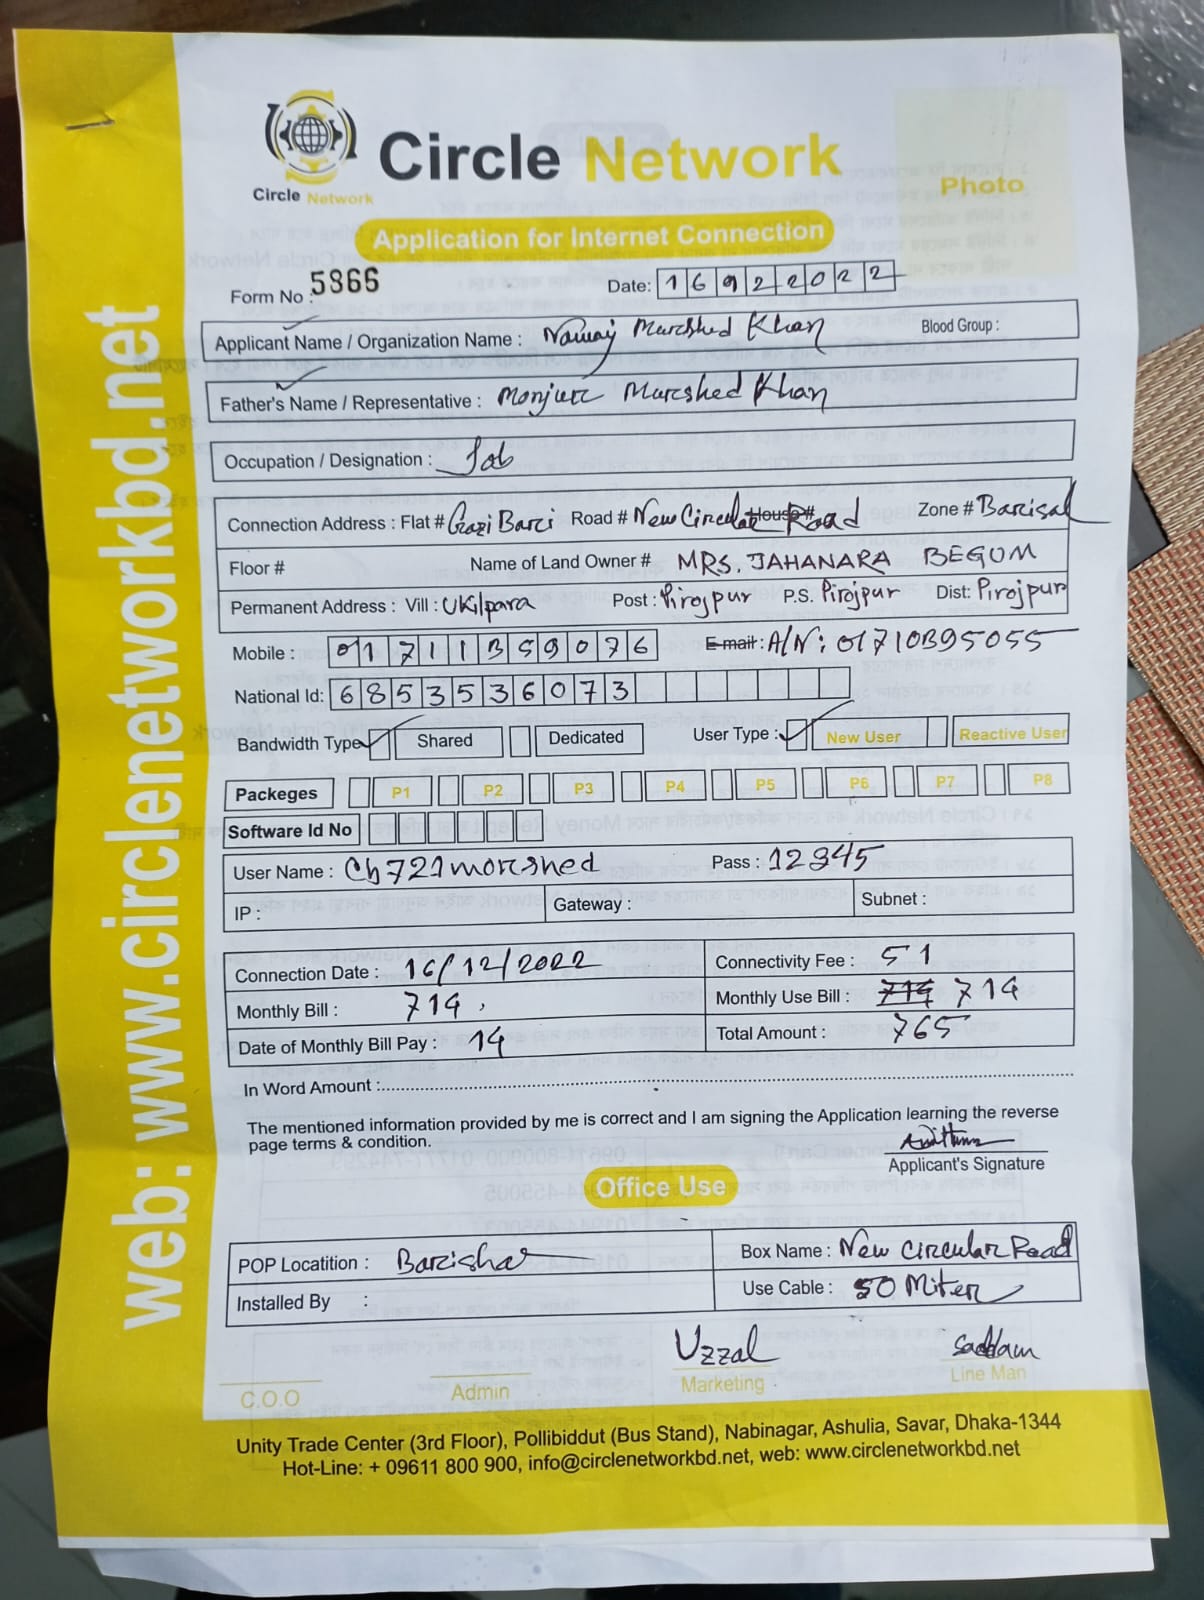 Circle Network
Circle Network
Photo
Application for Internet Connection
Form No : 5366
Date: 16922022
Applicant Name / Organization Name : Nawaj Murshed Khan Blood Group :
Father's Name / Representative : Monjur Murshed Khan
Occupation / Designation : Job
Connection Address : Flat # Gazi Bari Road # New Circular House # Road Zone # Barisal
Floor # Name of Land Owner # MRS. JAHANARA BEGUM
Permanent Address : Vill : Ukilpara Post : Pirojpur P.S. Pirojpur Dist: Pirojpur
Mobile : 01711359076 E-mail : A/N: 01710395055
National Id: 6853536073
Bandwidth Type Shared Dedicated User Type : New User Reactive User
Packeges P1 P2 P3 P4 P5 P6 P7 P8
Software Id No
User Name : Cb721morshed Pass : 12345
IP : Gateway : Subnet :
Connection Date : 16/12/2022 Connectivity Fee : 51
Monthly Bill : 714 Monthly Use Bill : 714 714
Date of Monthly Bill Pay : 14 Total Amount : 765
In Word Amount :
The mentioned information provided by me is correct and I am signing the Application learning the reverse
page terms & condition.
Applicant's Signature
Office Use
POP Locatition : Barishal Box Name : New Circular Road
Installed By : Use Cable : 50 Miter
Uzzal Saddam
C.O.O Admin Marketing Line Man
Unity Trade Center (3rd Floor), Pollibiddut (Bus Stand), Nabinagar, Ashulia, Savar, Dhaka-1344
Hot-Line: + 09611 800 900, info@circlenetworkbd.net, web: www.circlenetworkbd.net
web: www.circlenetworkbd.net